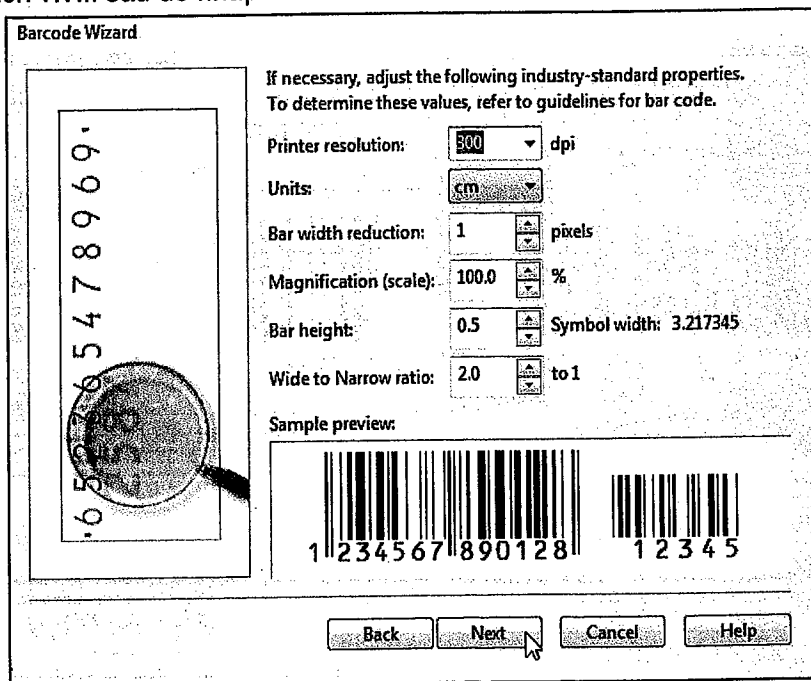 Barcode Wizard
If necessary, adjust the following industry-standard properties.
To determine these values, refer to guidelines for bar code.
Printer resolution: 300 dpi
Units: cm
Bar width reduction: 1 pixels
Magnification (scale): 100.0 %
Bar height: 0.5 Symbol width: 3.217345
Wide to Narrow ratio: 2.0 to 1
Sample preview:
1 234567 890128
12345
Back Next Cancel Help